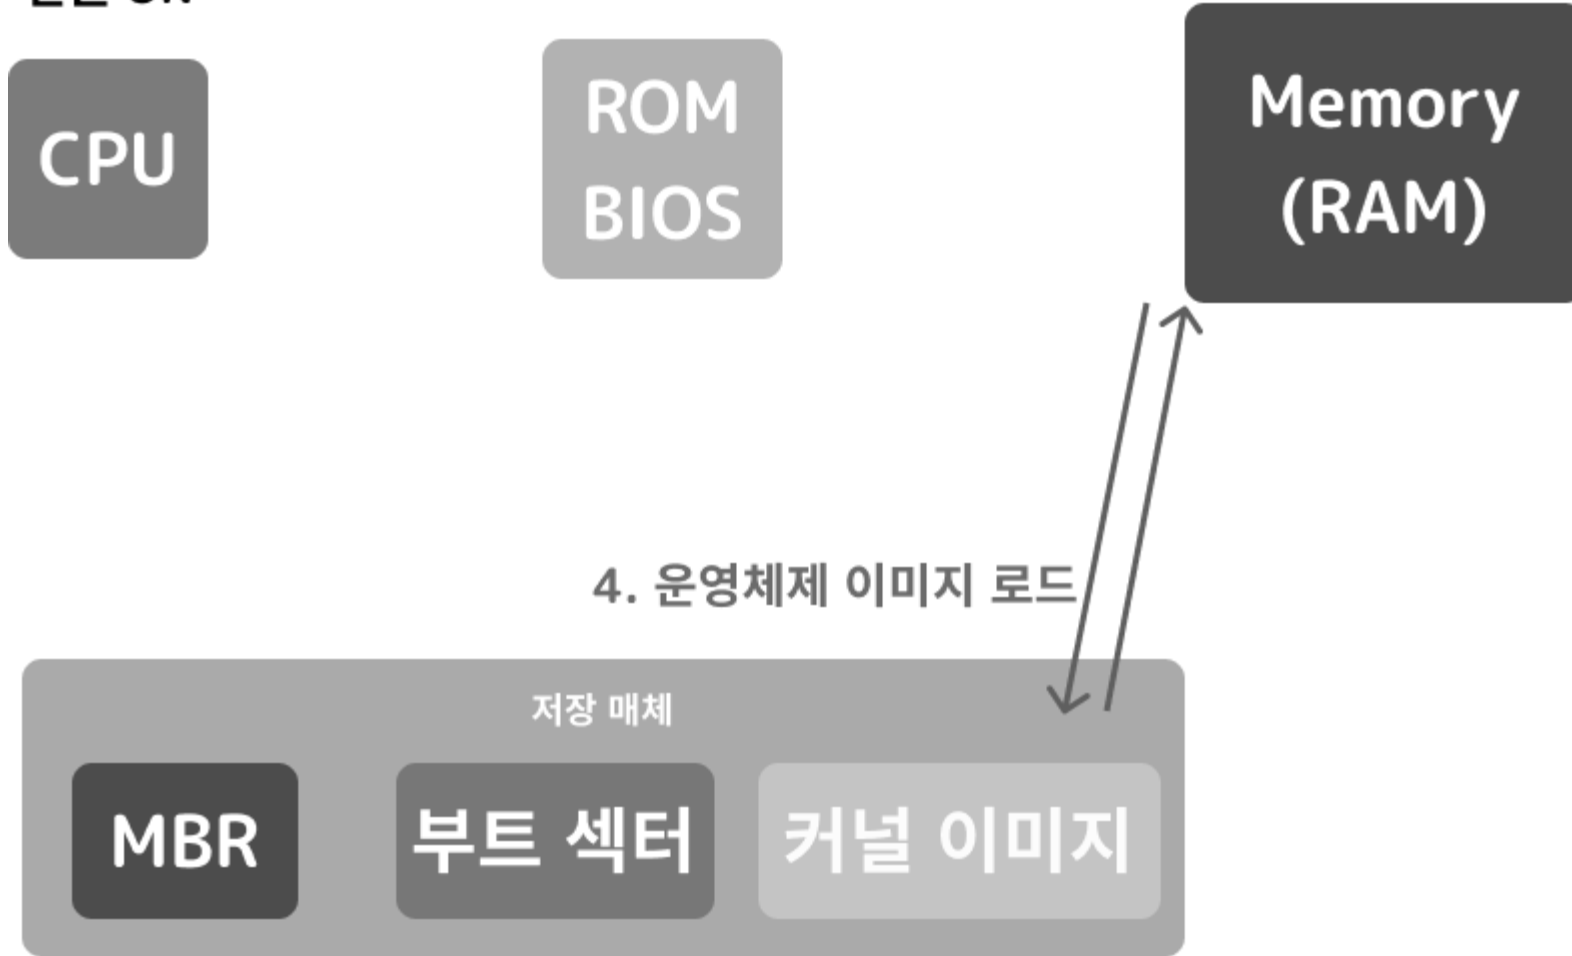 ON
CPU
ROM
BIOS
Memory
(RAM)
4. 운영체제 이미지 로드
저장 매체
MBR
부트 섹터
커널 이미지